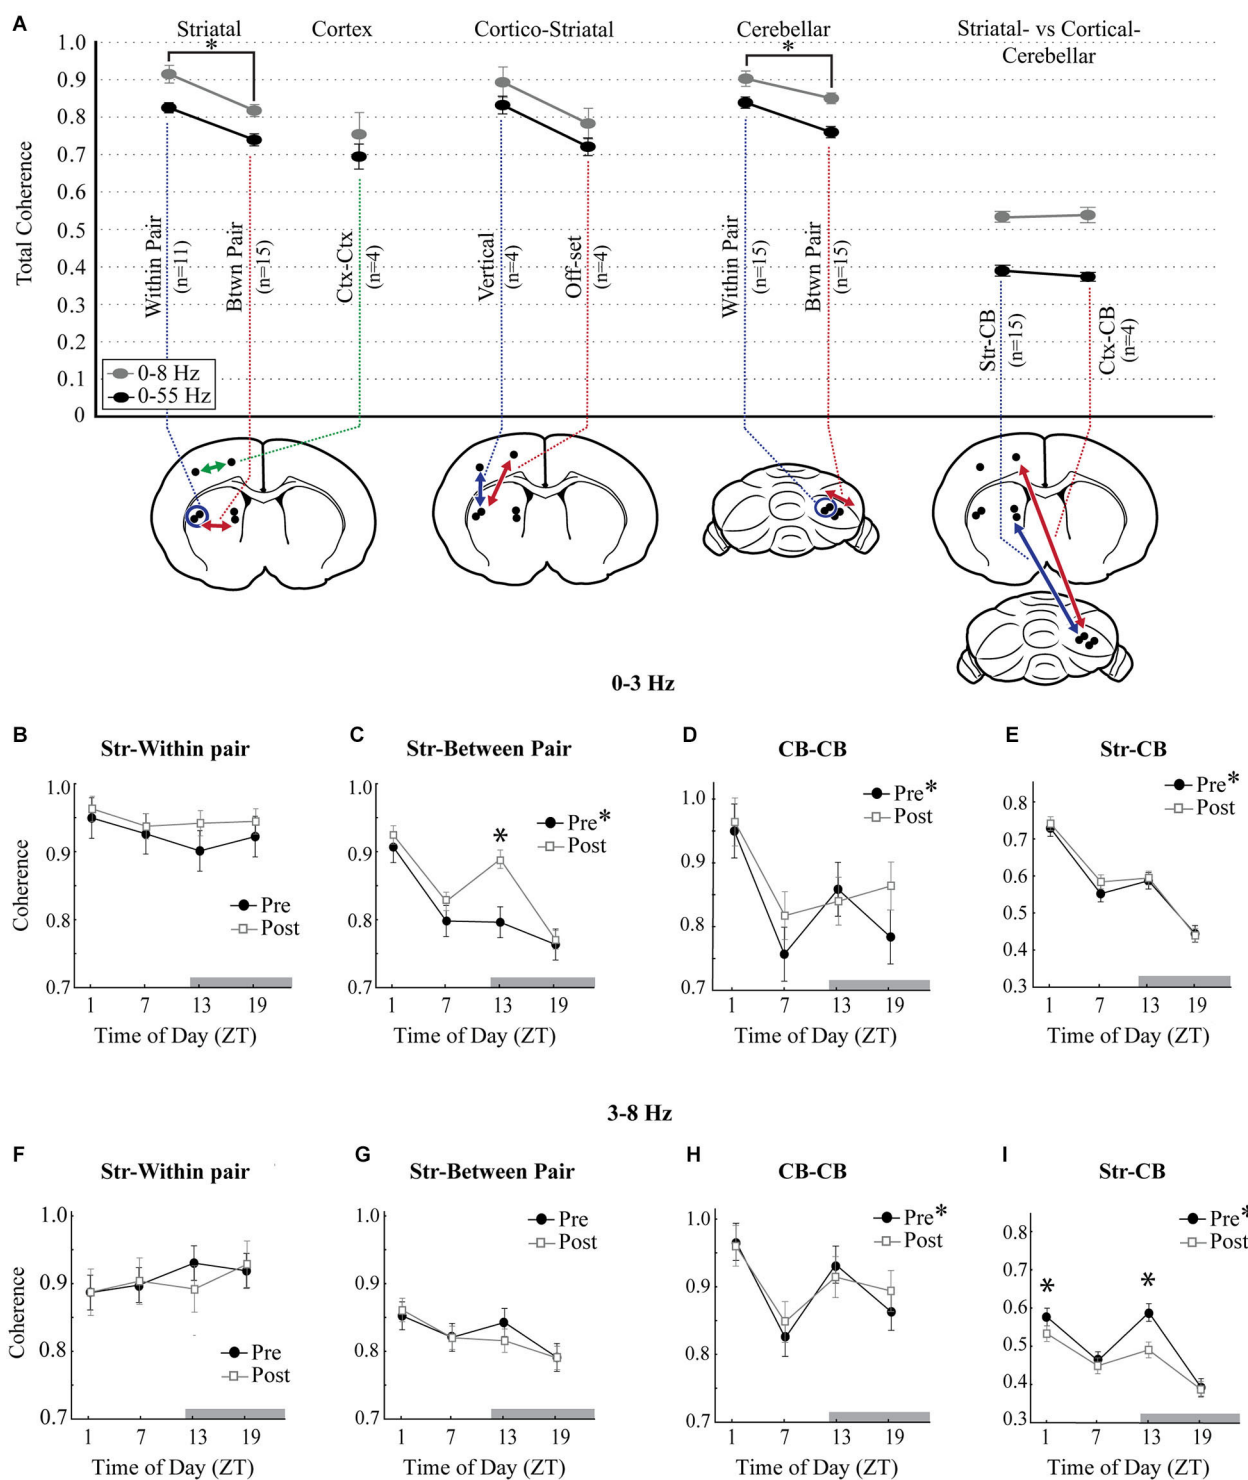 A
Striatal
Cortex
Cortico-Striatal
Cerebellar
Striatal- vs Cortical-
Cerebellar
*
*
Total Coherence
1.0
0.9
0.8
0.7
0.6
0.5
0.4
0.3
0.2
0.1
0
Within Pair
(n=11)
Btwn Pair
(n=15)
Ctx-Ctx
(n=4)
Vertical
(n=4)
Off-set
(n=4)
Within Pair
(n=15)
Btwn Pair
(n=15)
Str-CB
(n=15)
Ctx-CB
(n=4)
0-8 Hz
0-55 Hz
0-3 Hz
B
Str-Within pair
Coherence
1.0
0.9
0.8
0.7
Pre
Post
1 7 13 19
Time of Day (ZT)
C
Str-Between Pair
1.0
0.9
0.8
0.7
*
Pre*
Post
1 7 13 19
Time of Day (ZT)
D
CB-CB
1.0
0.9
0.8
0.7
Pre*
Post
1 7 13 19
Time of Day (ZT)
E
Str-CB
0.8
0.7
0.6
0.5
0.4
0.3
Pre*
Post
1 7 13 19
Time of Day (ZT)
3-8 Hz
F
Str-Within pair
Coherence
1.0
0.9
0.8
0.7
Pre
Post
1 7 13 19
Time of Day (ZT)
G
Str-Between Pair
1.0
0.9
0.8
0.7
Pre
Post
1 7 13 19
Time of Day (ZT)
H
CB-CB
1.0
0.9
0.8
0.7
Pre*
Post
1 7 13 19
Time of Day (ZT)
I
Str-CB
0.8
0.7
0.6
0.5
0.4
0.3
*
*
Pre*
Post
1 7 13 19
Time of Day (ZT)